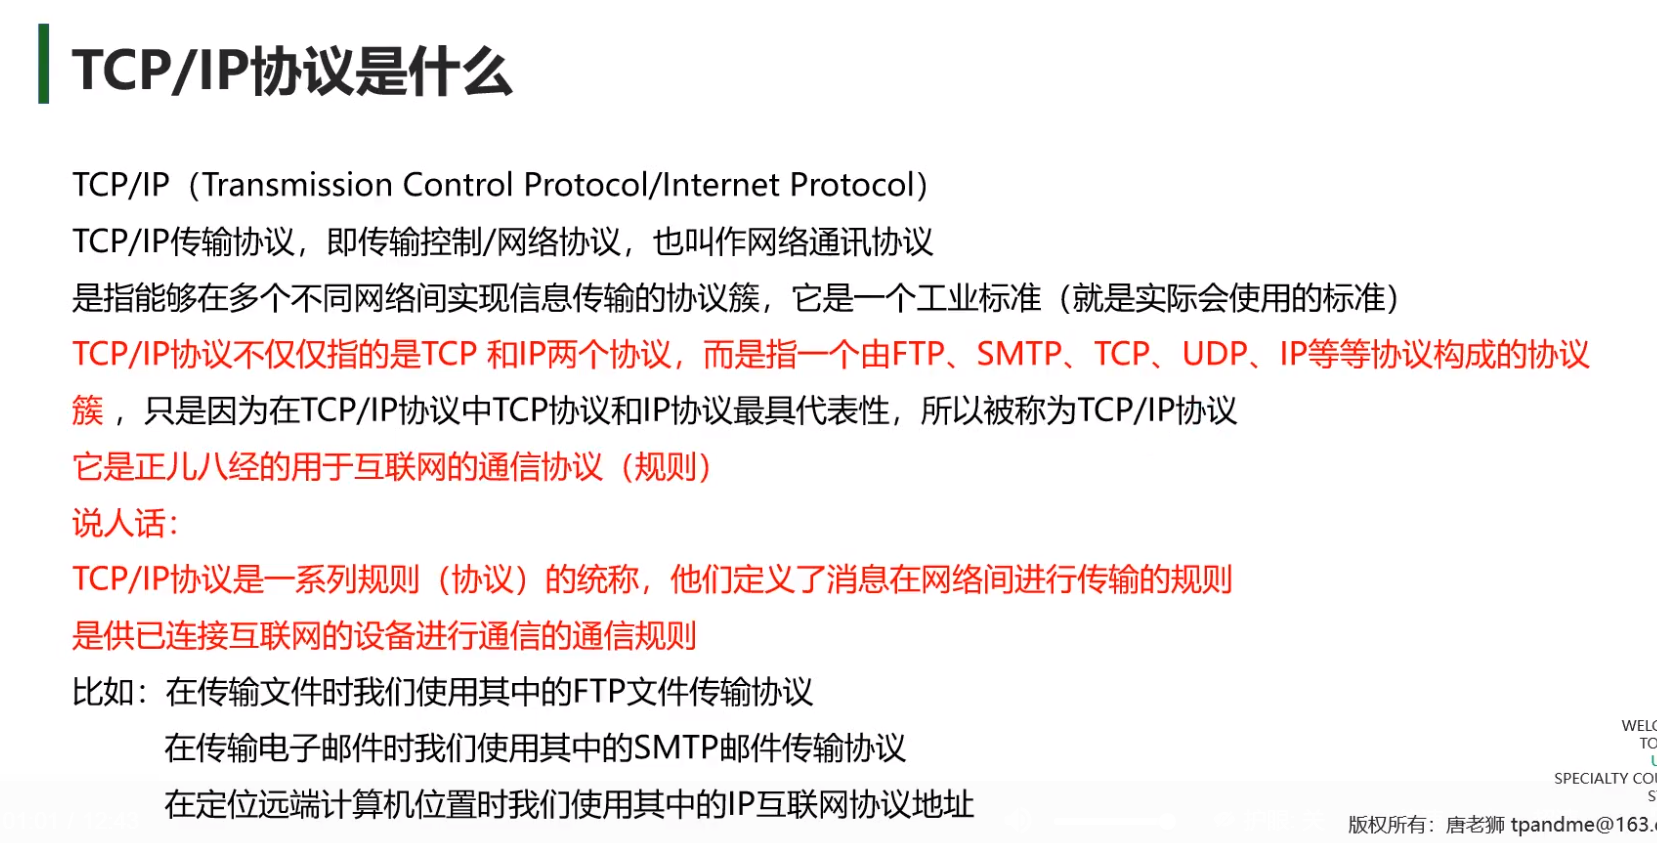 TCP/IP协议是什么
TCP/IP（Transmission Control Protocol/Internet Protocol）
TCP/IP传输协议，即传输控制/网络协议，也叫作网络通讯协议
是指能够在多个不同网络间实现信息传输的协议簇，它是一个工业标准（就是实际会使用的标准）
TCP/IP协议不仅仅指的是TCP 和IP两个协议，而是指一个由FTP、SMTP、TCP、UDP、IP等等协议构成的协议
簇 ，只是因为在TCP/IP协议中TCP协议和IP协议最具代表性，所以被称为TCP/IP协议
它是正儿八经的用于互联网的通信协议（规则）
说人话：
TCP/IP协议是一系列规则（协议）的统称，他们定义了消息在网络间进行传输的规则
是供已连接互联网的设备进行通信的通信规则
比如：在传输文件时我们使用其中的FTP文件传输协议
在传输电子邮件时我们使用其中的SMTP邮件传输协议
在定位远端计算机位置时我们使用其中的IP互联网协议地址
WELC
TO
U
SPECIALTY COU
S
版权所有：唐老狮 tpandme@163.